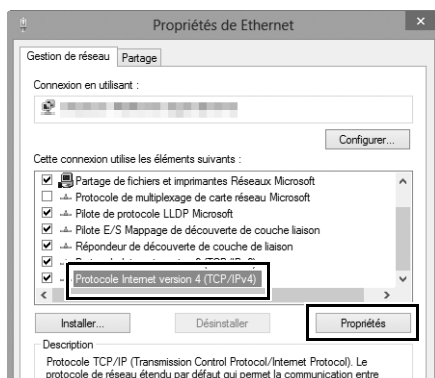 Propriétés de Ethernet
Gestion de réseau
Partage
Connexion en utilisant :
Configurer...
Cette connexion utilise les éléments suivants :
Partage de fichiers et imprimantes Réseaux Microsoft
Protocole de multiplexage de carte réseau Microsoft
Pilote de protocole LLDP Microsoft
Pilote E/S Mappage de découverte de couche liaison
Répondeur de découverte de couche de liaison
Protocole Internet version 4 (TCP/IPv4)
Installer...
Désinstaller
Propriétés
Description
Protocole TCP/IP (Transmission Control Protocol/Internet Protocol). Le
protocole de réseau étendu par défaut qui permet la communication entre